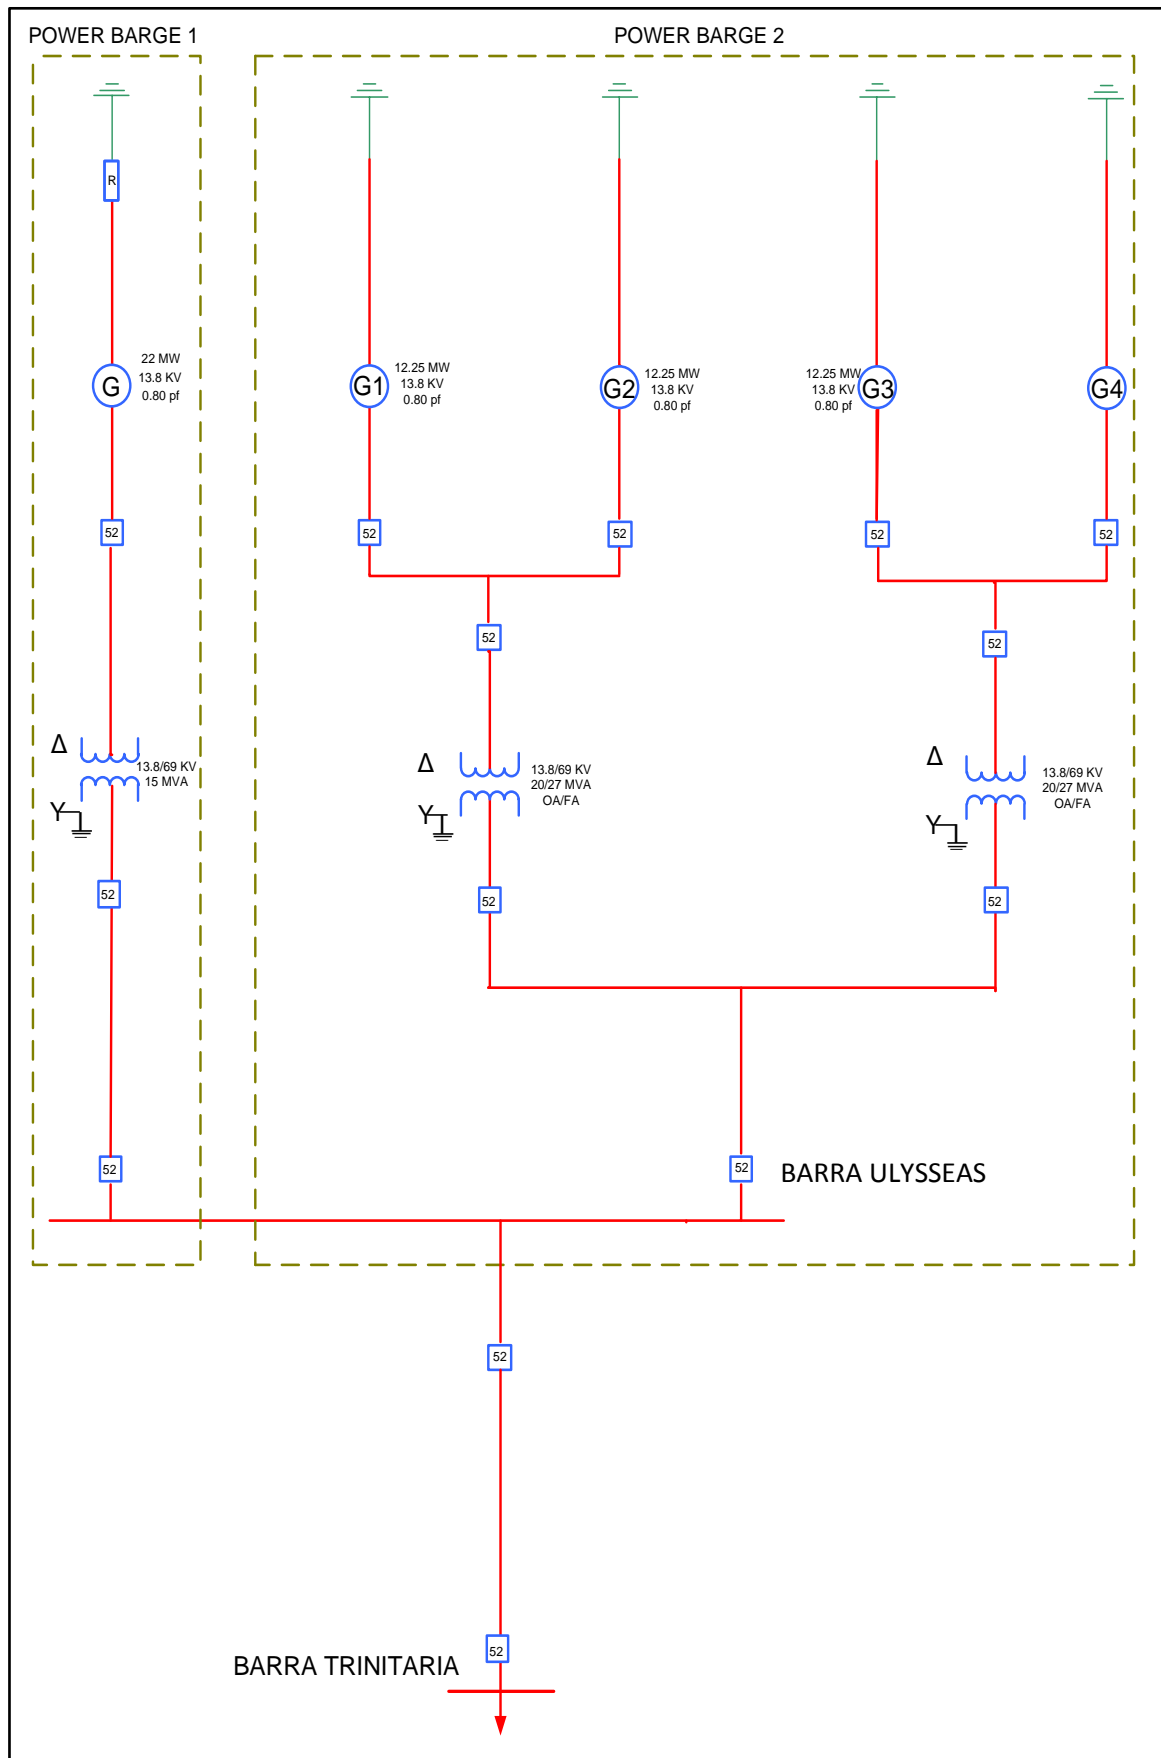 POWER BARGE 1
POWER BARGE 2
R
22 MW
13.8 KV
0.80 pf
G
12.25 MW
13.8 KV
0.80 pf
G1
12.25 MW
13.8 KV
0.80 pf
G2
12.25 MW
13.8 KV
0.80 pf
G3
G4
52
52
52
52
52
52
52
Δ
13.8/69 KV
15 MVA
Y
Δ
13.8/69 KV
20/27 MVA
OA/FA
Y
Δ
13.8/69 KV
20/27 MVA
OA/FA
Y
52
52
52
52
52
BARRA ULYSSEAS
52
52
BARRA TRINITARIA